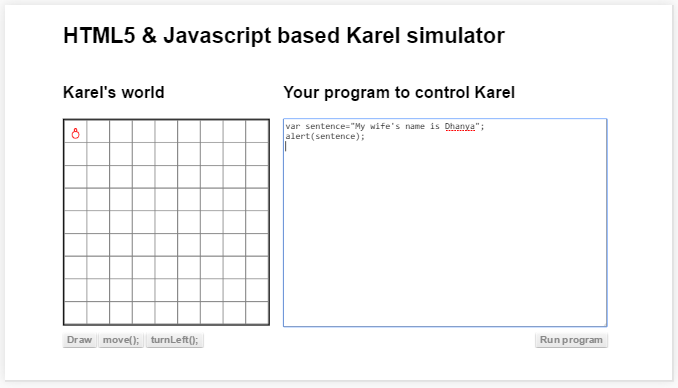 HTML5 & Javascript based Karel simulator
Karel's world
Your program to control Karel
var sentence="My wife's name is Dhanya";
alert(sentence);
Draw
move();
turnLeft();
Run program